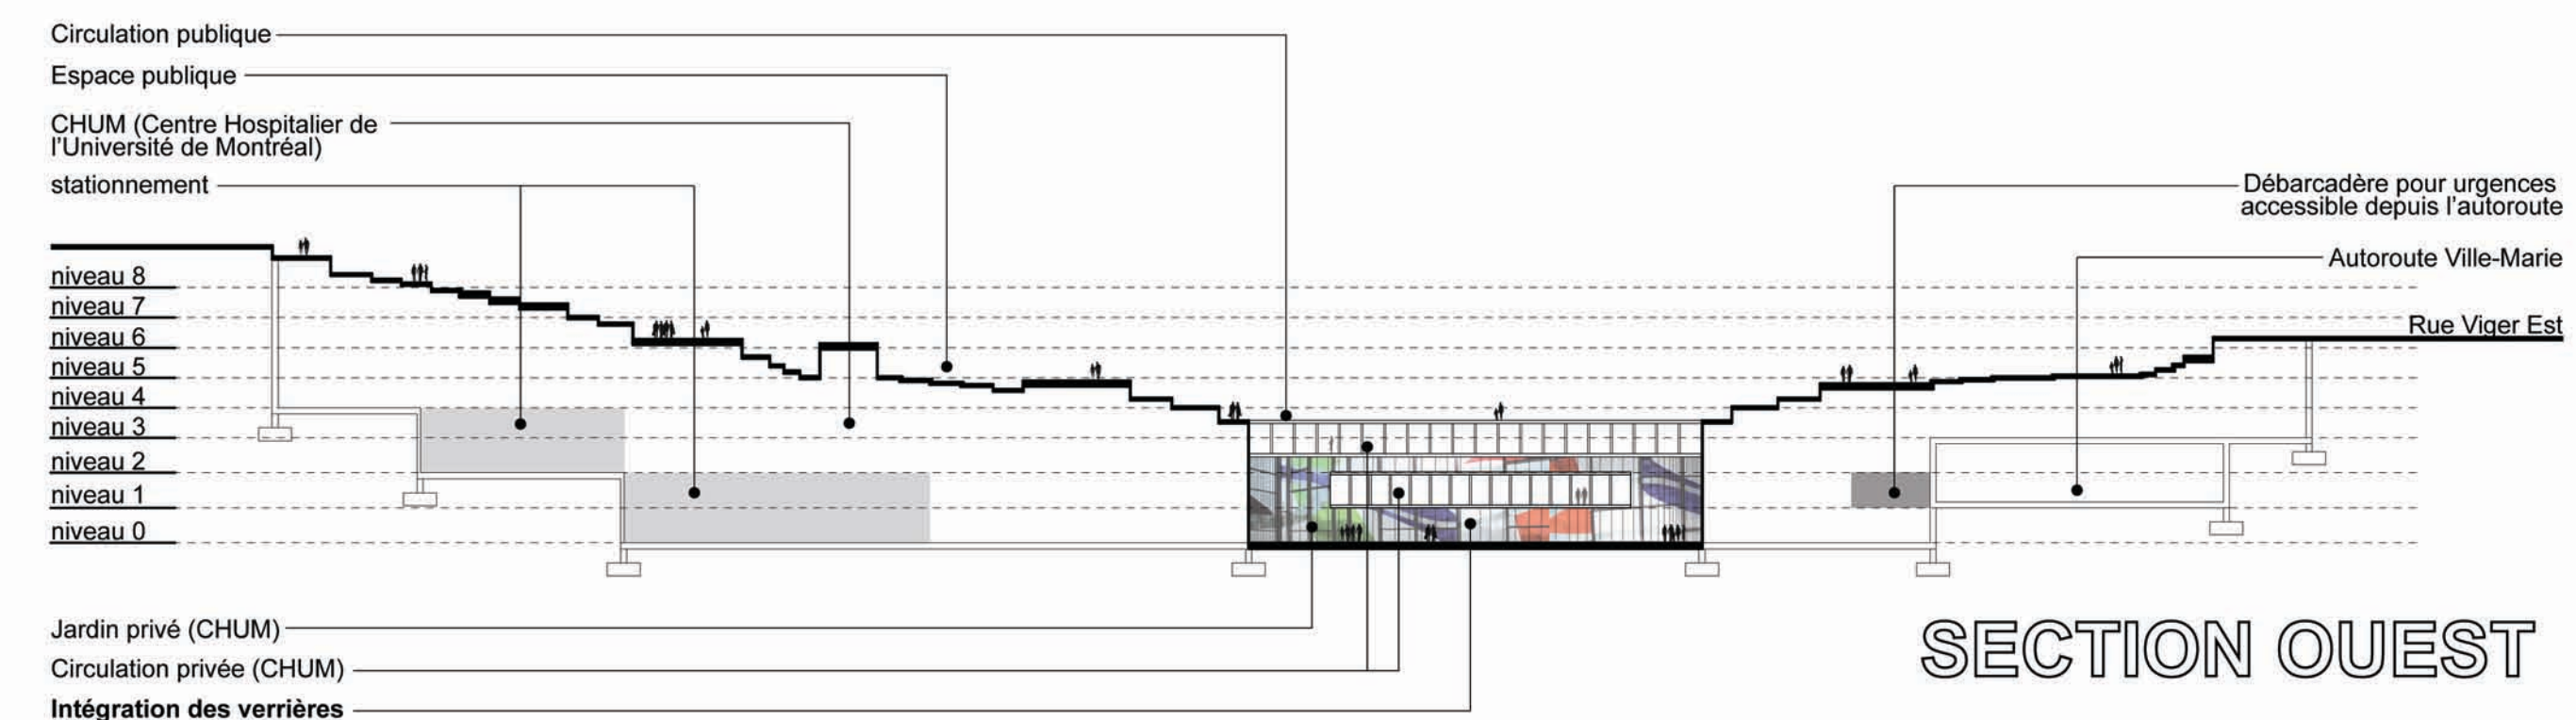 Circulation publique
Espace publique
CHUM (Centre Hospitalier de
l'Université de Montréal)
stationnement
Débarcadère pour urgences
accessible depuis l'autoroute
Autoroute Ville-Marie
niveau 8
niveau 7
Rue Viger Est
niveau 6
niveau 5
niveau 4
niveau 3
niveau 2
niveau 1
niveau 0
Jardin privé (CHUM)
Circulation privée (CHUM)
Intégration des verrières
SECTION OUEST